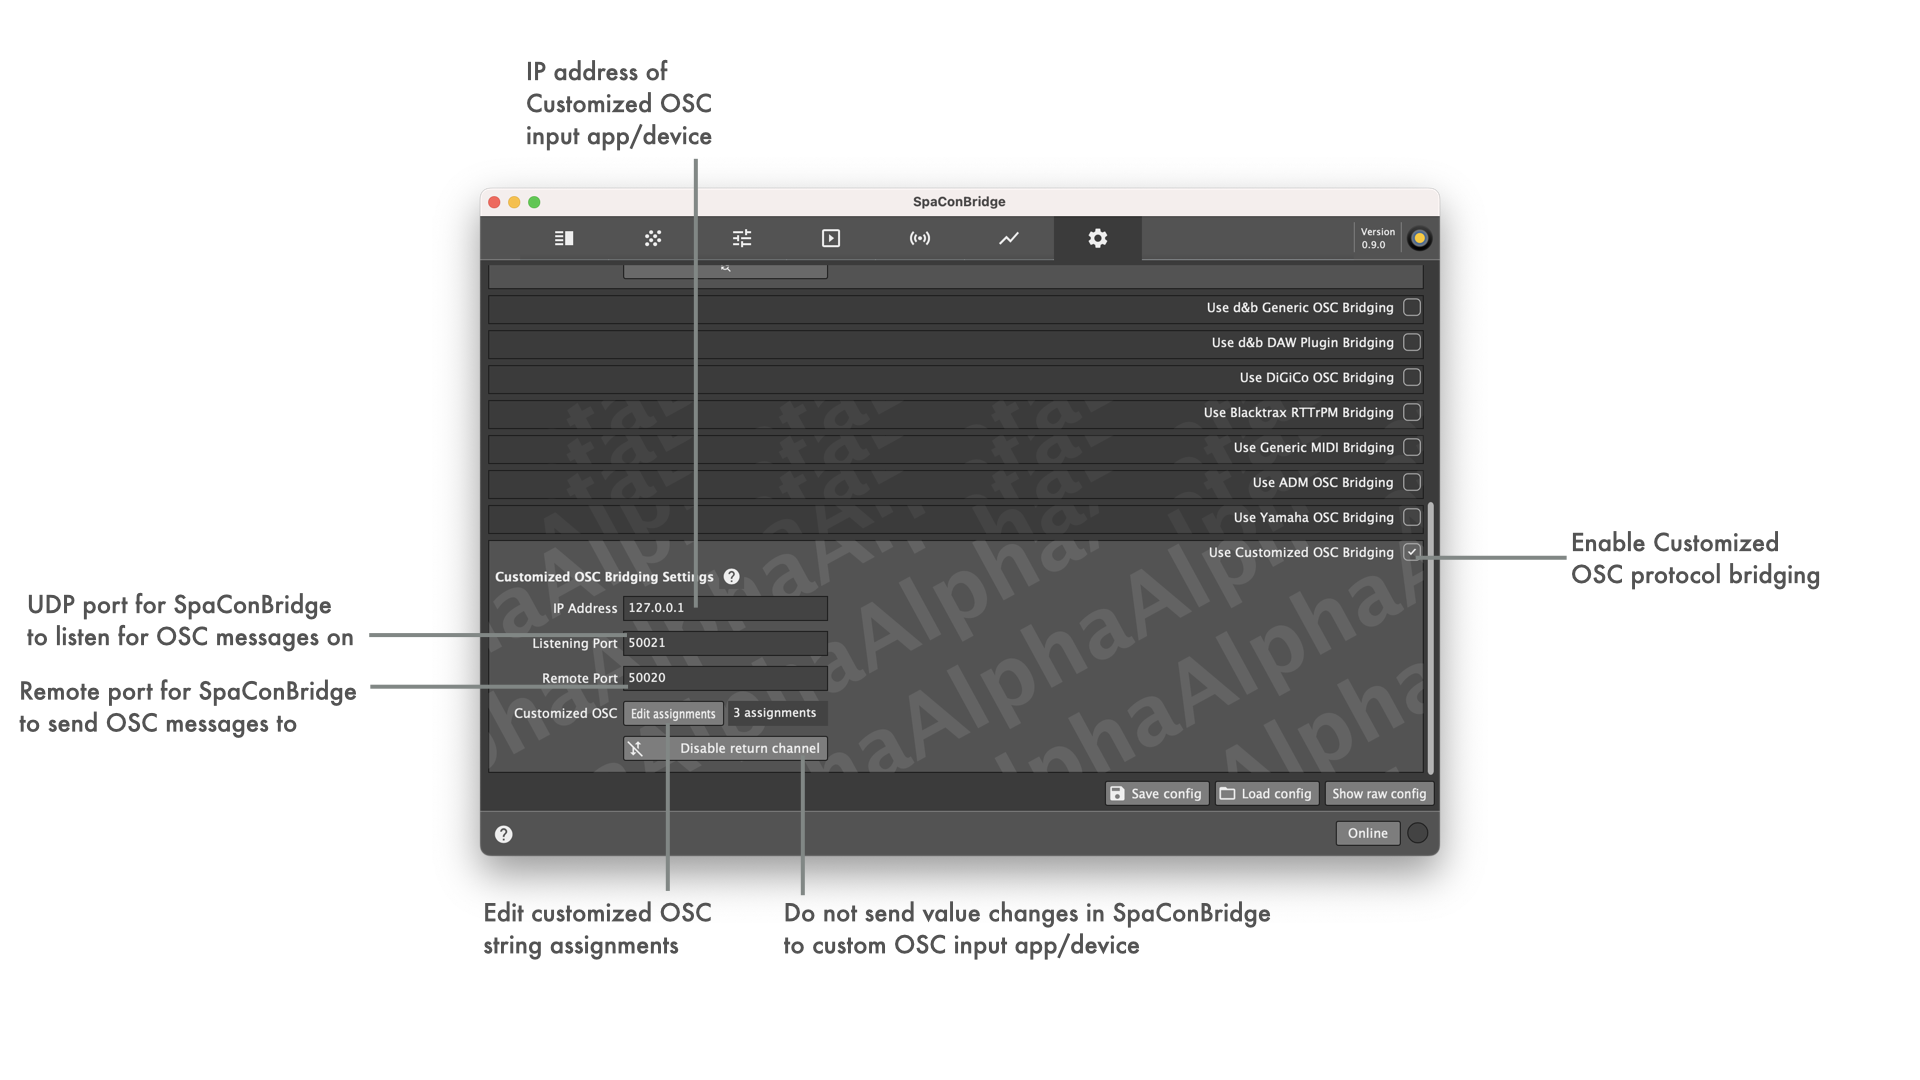 IP address of
Customized OSC
input app/device
SpaConBridge
Version
0.9.0
Use d&b Generic OSC Bridging
Use d&b DAW Plugin Bridging
Use DiGiCo OSC Bridging
Use Blacktrax RTTrPM Bridging
Use Generic MIDI Bridging
Use ADM OSC Bridging
Use Yamaha OSC Bridging
Use Customized OSC Bridging
Enable Customized
OSC protocol bridging
Customized OSC Bridging Settings ?
UDP port for SpaConBridge
to listen for OSC messages on
IP Address 127.0.0.1
Listening Port 50021
Remote port for SpaConBridge
to send OSC messages to
Remote Port 50020
Customized OSC Edit assignments 3 assignments
Disable return channel
AlphaAlphaAlpha
Save config Load config Show raw config
? Online
Edit customized OSC
string assignments
Do not send value changes in SpaConBridge
to custom OSC input app/device